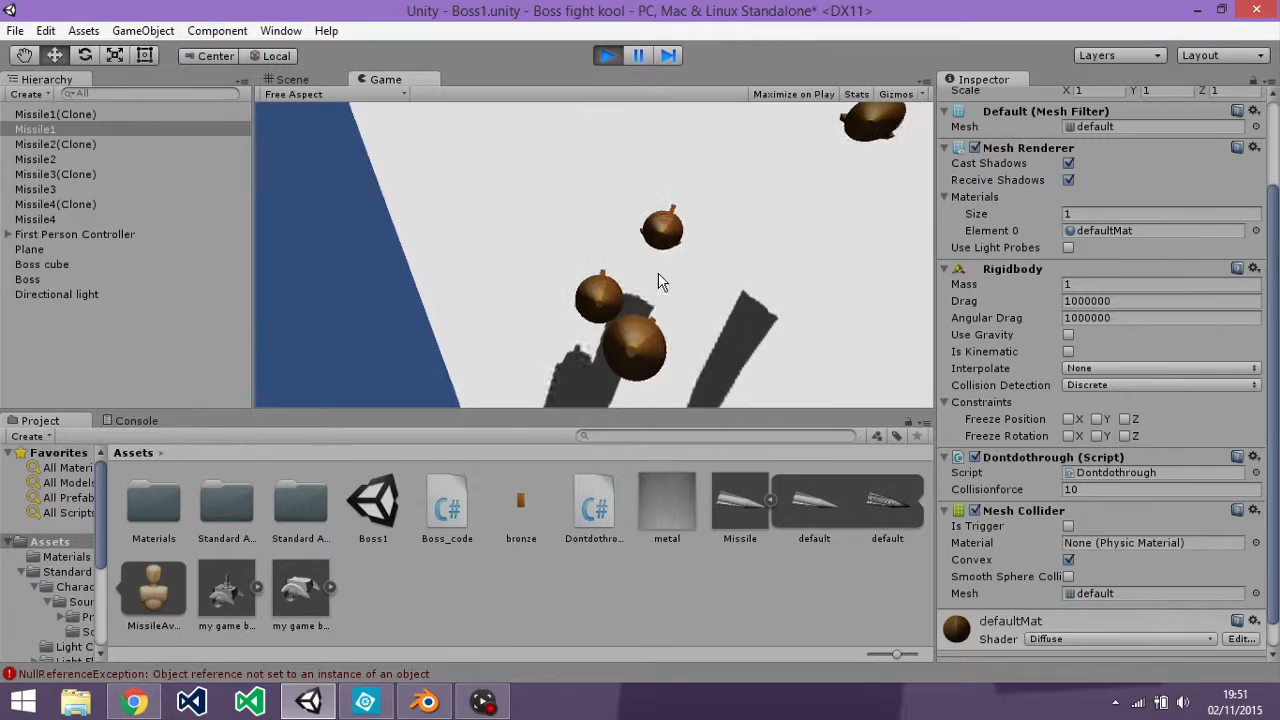 Unity - Boss1.unity - Boss fight kool - PC, Mac & Linux Standalone* <DX11>
File Edit Assets GameObject Component Window Help
Center Local Layers Layout
Hierarchy Scene Game Inspector
Create All Free Aspect Maximize on Play Stats Gizmos Scale X 1 Y 1 Z 1
Missile1(Clone)
Missile1
Missile2(Clone)
Missile2
Missile3(Clone)
Missile3
Missile4(Clone)
Missile4
First Person Controller
Plane
Boss cube
Boss
Directional light
Default (Mesh Filter)
Mesh default
Mesh Renderer
Cast Shadows
Receive Shadows
Materials
Size 1
Element 0 defaultMat
Use Light Probes
Rigidbody
Mass 1
Drag 1000000
Angular Drag 1000000
Use Gravity
Is Kinematic
Interpolate None
Collision Detection Discrete
Constraints
Freeze Position X Y Z
Freeze Rotation X Y Z
Dontdothrough (Script)
Script Dontdothrough
Collisionforce 10
Mesh Collider
Is Trigger
Material None (Physic Material)
Convex
Smooth Sphere Colli
Mesh default
defaultMat
Shader Diffuse Edit...
Project Console
Create
Favorites
All Materi
All Models
All Prefab
All Scripts
Assets
Materials
Standard
Charac
Sour
Pr
Sc
Light C
Assets
Materials Standard A... Standard A... Boss1 Boss_code bronze Dontdothro... metal Missile default default
MissileAv... my game b... my game b...
NullReferenceException: Object reference not set to an instance of an object
19:51
02/11/2015